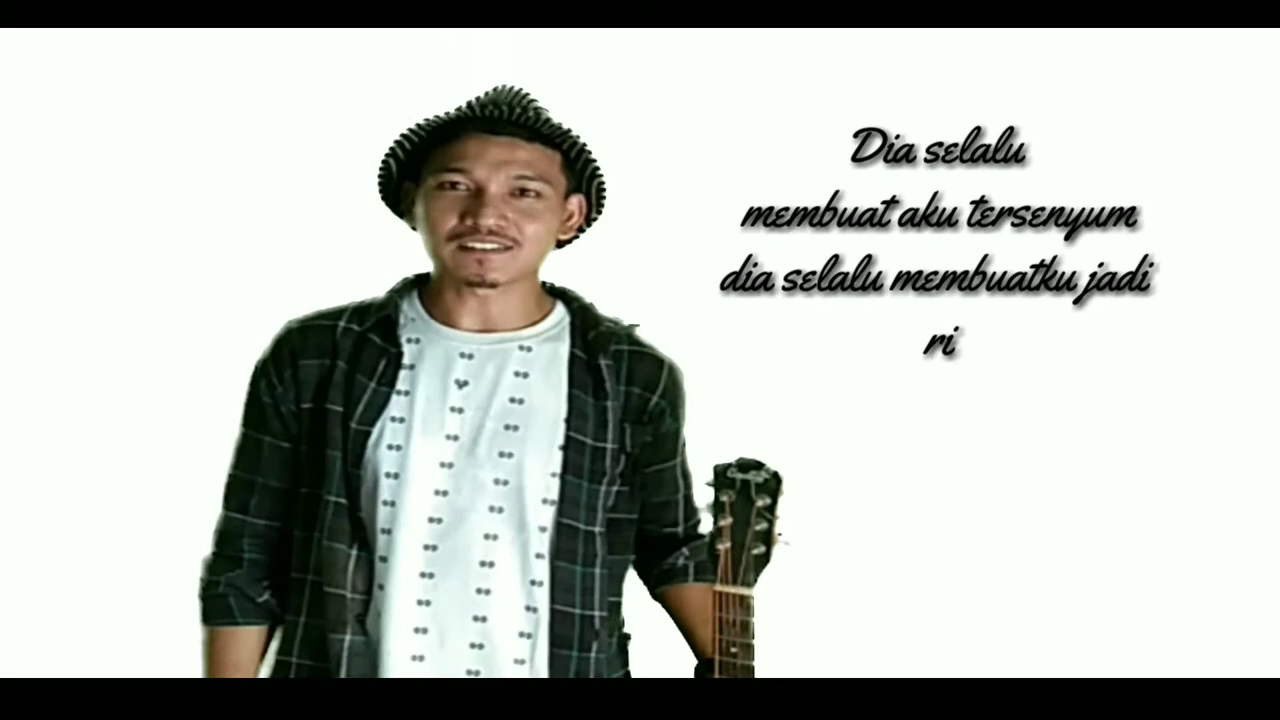 Dia selalu
membuat aku tersenyum
dia selalu membuatku jadi
ri